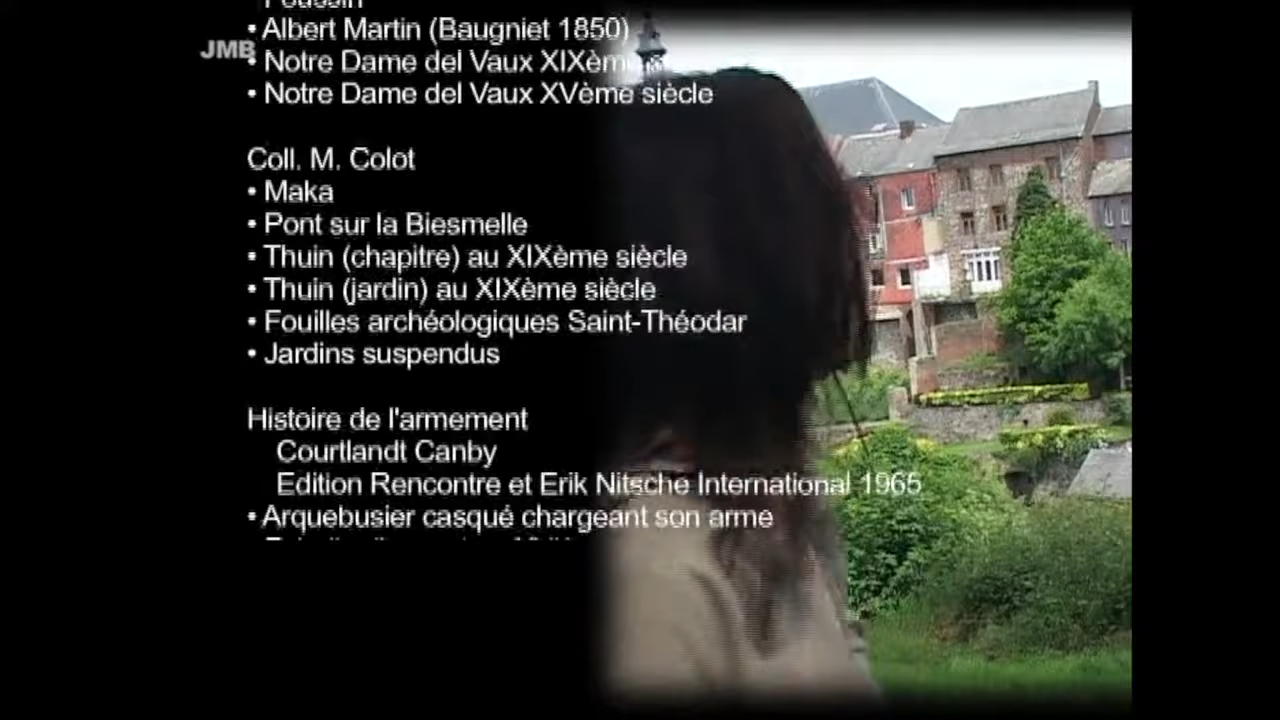 Poussin
• Albert Martin (Baugniet 1850)
JMB
• Notre Dame del Vaux XIXème
• Notre Dame del Vaux XVème siècle
Coll. M. Colot
• Maka
• Pont sur la Biesmelle
• Thuin (chapitre) au XIXème siècle
• Thuin (jardin) au XIXème siècle
• Fouilles archéologiques Saint-Théodar
• Jardins suspendus
Histoire de l'armement
Courtlandt Canby
Edition Rencontre et Erik Nitsche International 1965
• Arquebusier casqué chargeant son arme